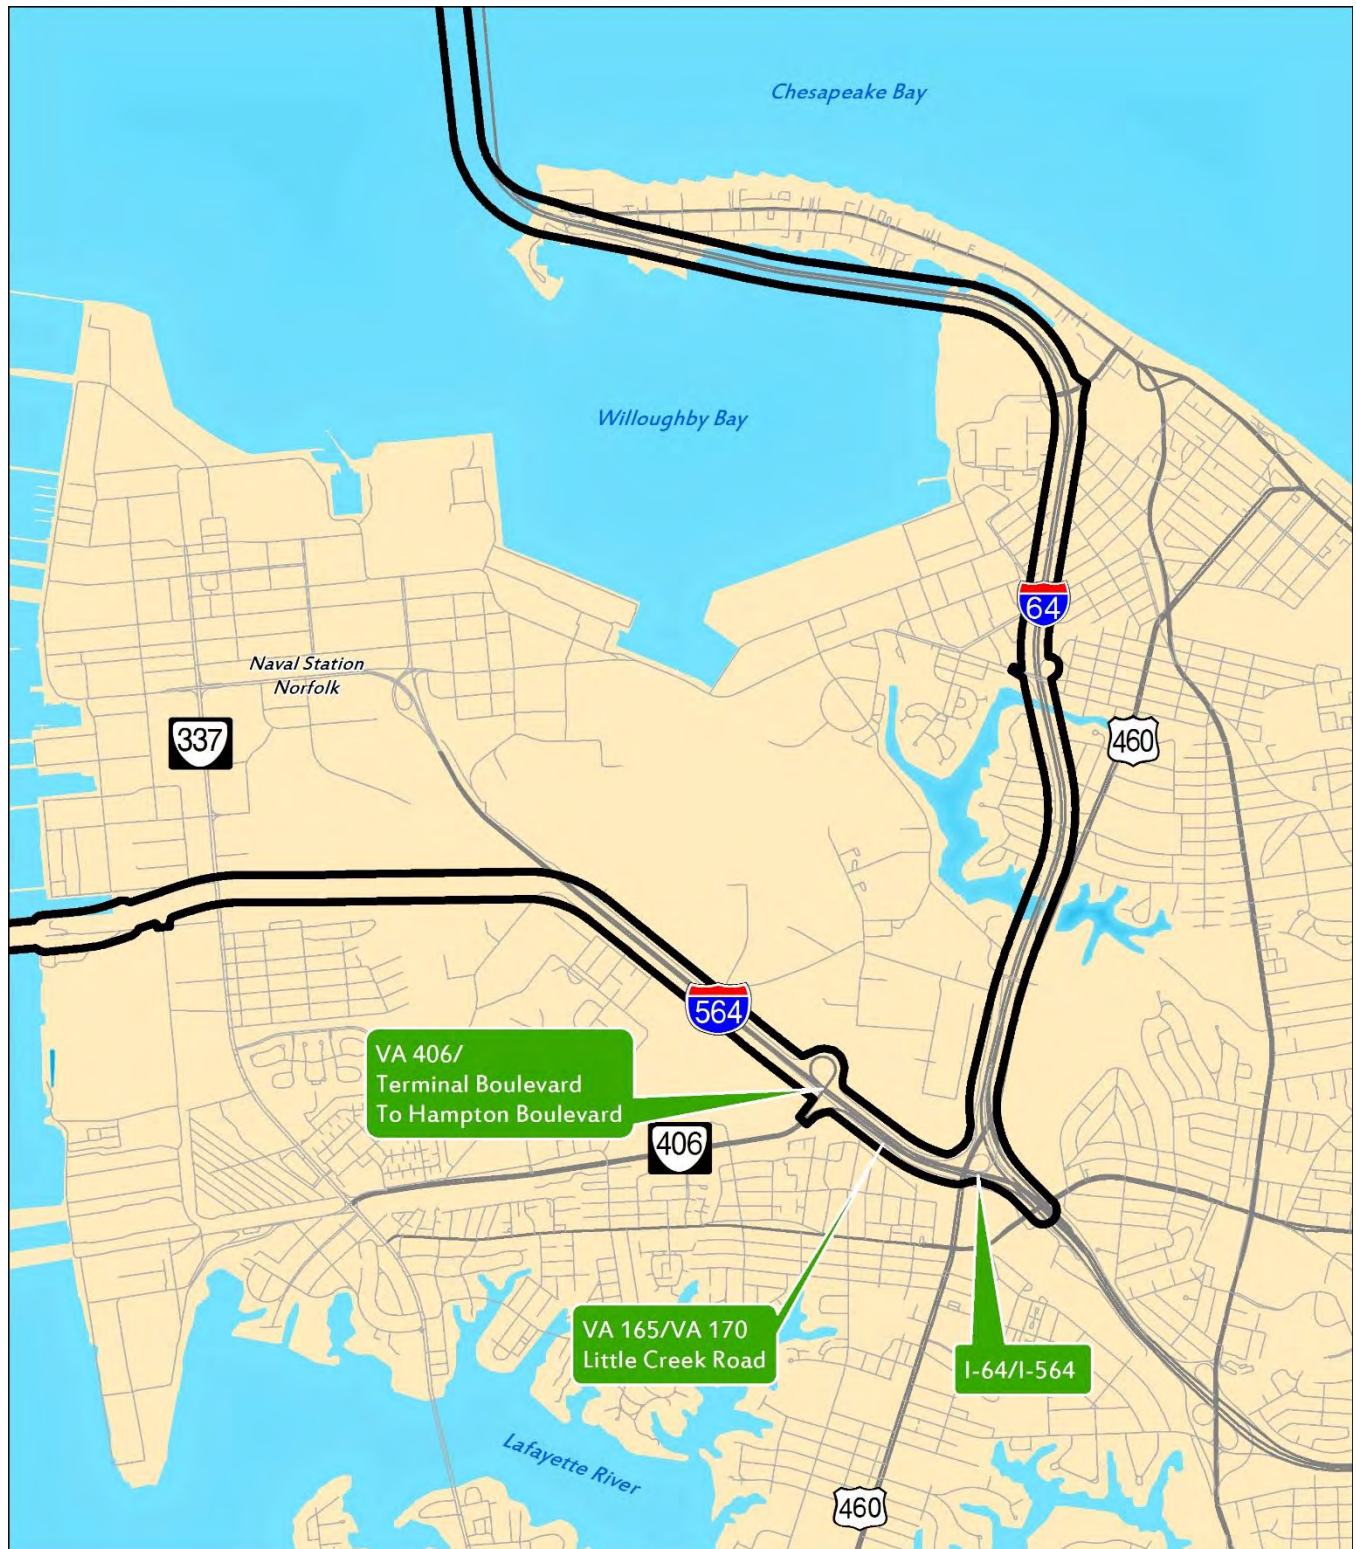 Chesapeake Bay
Willoughby Bay
64
Naval Station
Norfolk
337
460
564
VA 406/
Terminal Boulevard
To Hampton Boulevard
406
VA 165/VA 170
Little Creek Road
I-64/I-564
Lafayette River
460